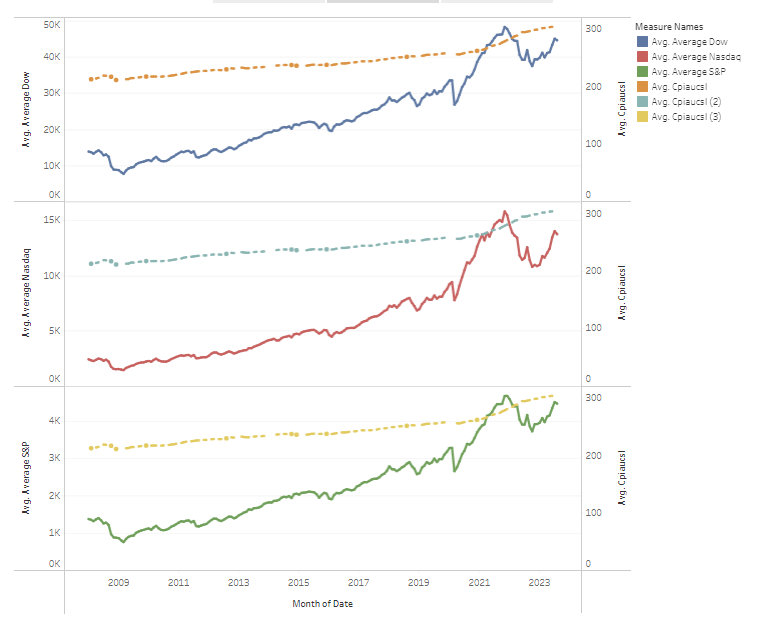 Measure Names
Avg. Average Dow
Avg. Average Nasdaq
Avg. Average S&P
Avg. Cpiaucsl
Avg. Cpiaucsl (2)
Avg. Cpiaucsl (3)
Avg. Average Dow
50K
40K
30K
20K
10K
0K
300
200
100
0
Avg. Cpiaucsl
Avg. Average Nasdaq
15K
10K
5K
0K
300
200
100
0
Avg. Cpiaucsl
Avg. Average S&P
4K
3K
2K
1K
0K
300
200
100
0
Avg. Cpiaucsl
2009 2011 2013 2015 2017 2019 2021 2023
Month of Date